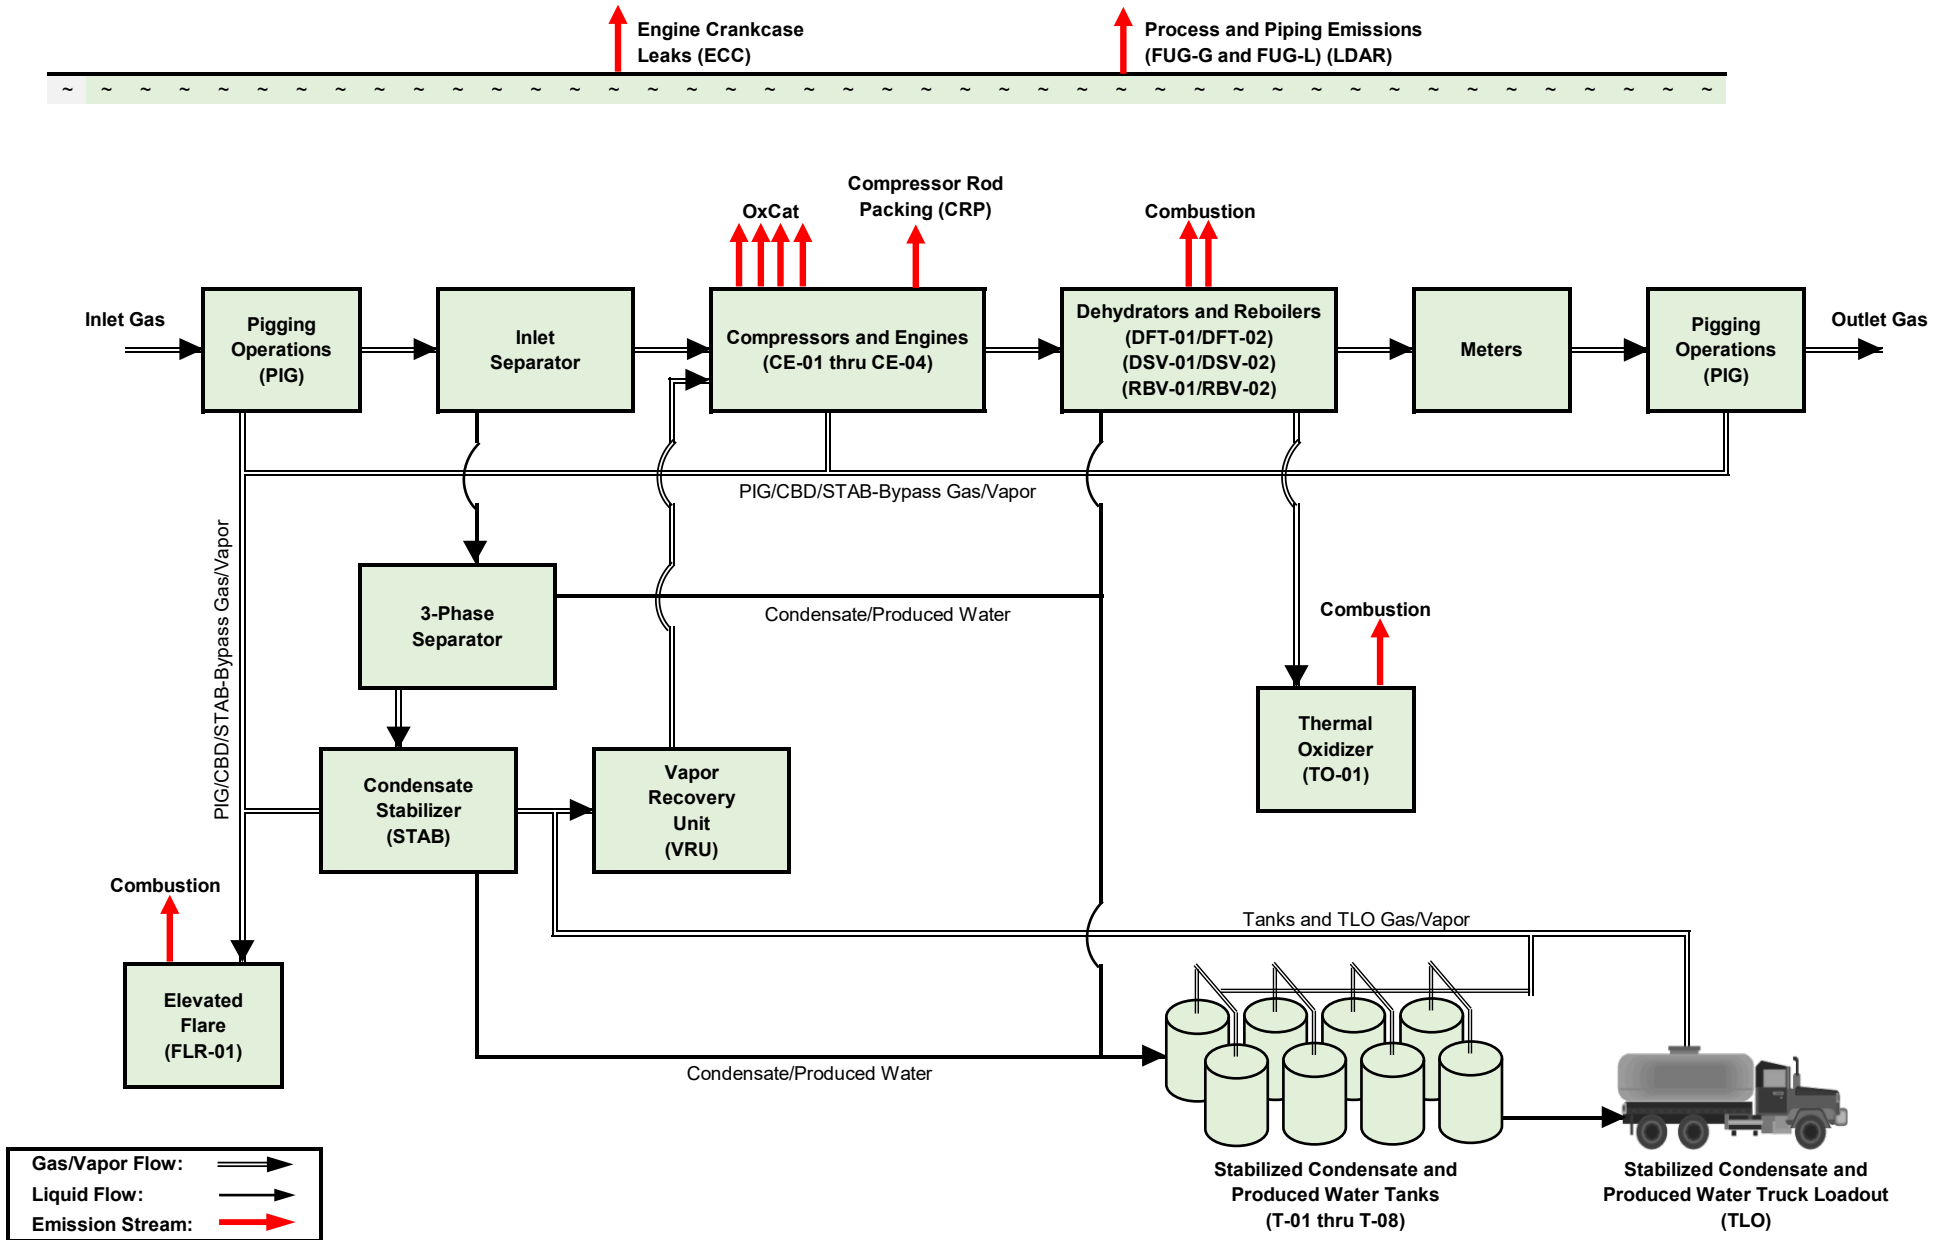 Engine Crankcase
Leaks (ECC)
Process and Piping Emissions
(FUG-G and FUG-L) (LDAR)
~ ~ ~ ~ ~ ~ ~ ~ ~ ~ ~ ~ ~ ~ ~ ~ ~ ~ ~ ~ ~ ~ ~ ~ ~ ~ ~ ~ ~ ~ ~ ~ ~ ~ ~ ~ ~ ~ ~ ~ ~ ~ ~
OxCat
Compressor Rod
Packing (CRP)
Combustion
Inlet Gas
Pigging
Operations
(PIG)
Inlet
Separator
Compressors and Engines
(CE-01 thru CE-04)
Dehydrators and Reboilers
(DFT-01/DFT-02)
(DSV-01/DSV-02)
(RBV-01/RBV-02)
Meters
Pigging
Operations
(PIG)
Outlet Gas
PIG/CBD/STAB-Bypass Gas/Vapor
PIG/CBD/STAB-Bypass Gas/Vapor
3-Phase
Separator
Condensate/Produced Water
Combustion
Thermal
Oxidizer
(TO-01)
Condensate
Stabilizer
(STAB)
Vapor
Recovery
Unit
(VRU)
Combustion
Elevated
Flare
(FLR-01)
Tanks and TLO Gas/Vapor
Condensate/Produced Water
Stabilized Condensate and
Produced Water Tanks
(T-01 thru T-08)
Stabilized Condensate and
Produced Water Truck Loadout
(TLO)
Gas/Vapor Flow:
Liquid Flow:
Emission Stream: